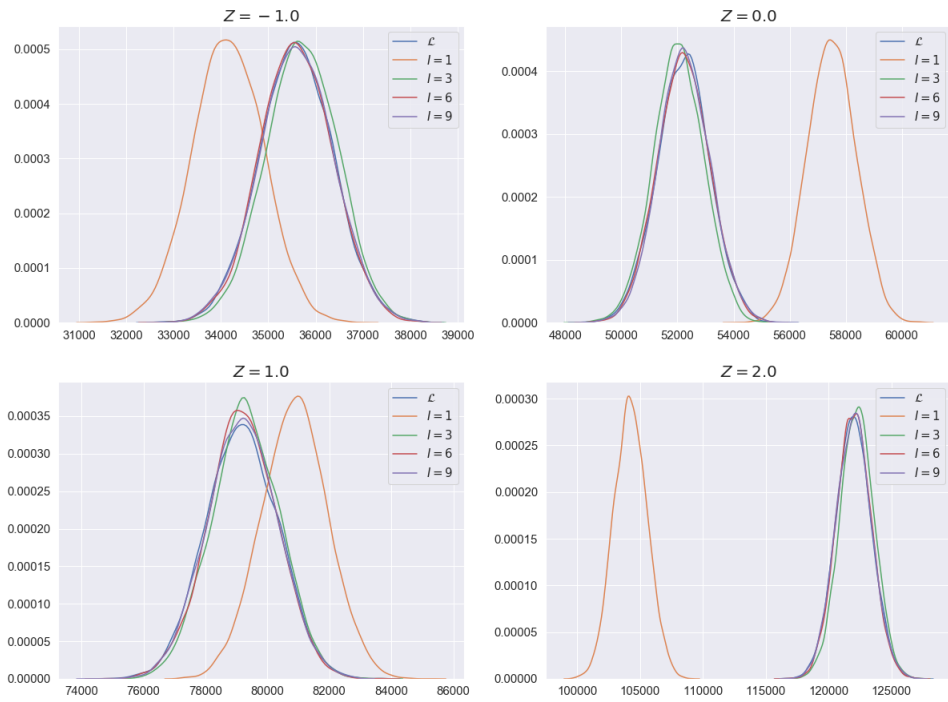 Z = −1.0
0.0005
0.0004
0.0003
0.0002
0.0001
0.0000
31000 32000 33000 34000 35000 36000 37000 38000 39000
ℒ
I = 1
I = 3
I = 6
I = 9
Z = 0.0
0.0004
0.0003
0.0002
0.0001
0.0000
48000 50000 52000 54000 56000 58000 60000
ℒ
I = 1
I = 3
I = 6
I = 9
Z = 1.0
0.00035
0.00030
0.00025
0.00020
0.00015
0.00010
0.00005
0.00000
74000 76000 78000 80000 82000 84000 86000
ℒ
I = 1
I = 3
I = 6
I = 9
Z = 2.0
0.00030
0.00025
0.00020
0.00015
0.00010
0.00005
0.00000
100000 105000 110000 115000 120000 125000
ℒ
I = 1
I = 3
I = 6
I = 9